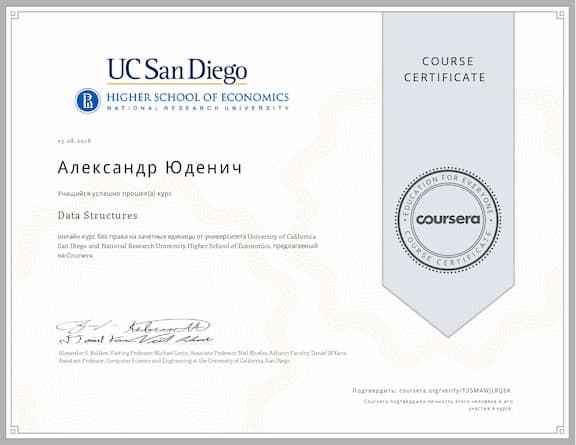 UC San Diego
HIGHER SCHOOL OF ECONOMICS
NATIONAL RESEARCH UNIVERSITY
COURSE
CERTIFICATE
23.08.2018
Александр Юденич
Учащийся успешно прошел(а) курс
Data Structures
онлайн-курс без права на зачетные единицы от университета University of California
San Diego and National Research University Higher School of Economics, предлагаемый
на Coursera
EDUCATION FOR EVERYONE
coursera
COURSE CERTIFICATE
Alexander S. Kulikov, Visiting Professor; Michael Levin, Associate Professor; Neil Rhodes, Adjunct Faculty; Daniel M Kane,
Assistant Professor, Computer Science and Engineering at the University of California, San Diego
Подтвердить: coursera.org/verify/T35M4WJLRQ6K
Coursera подтвердила личность этого человека и его
участие в курсе.